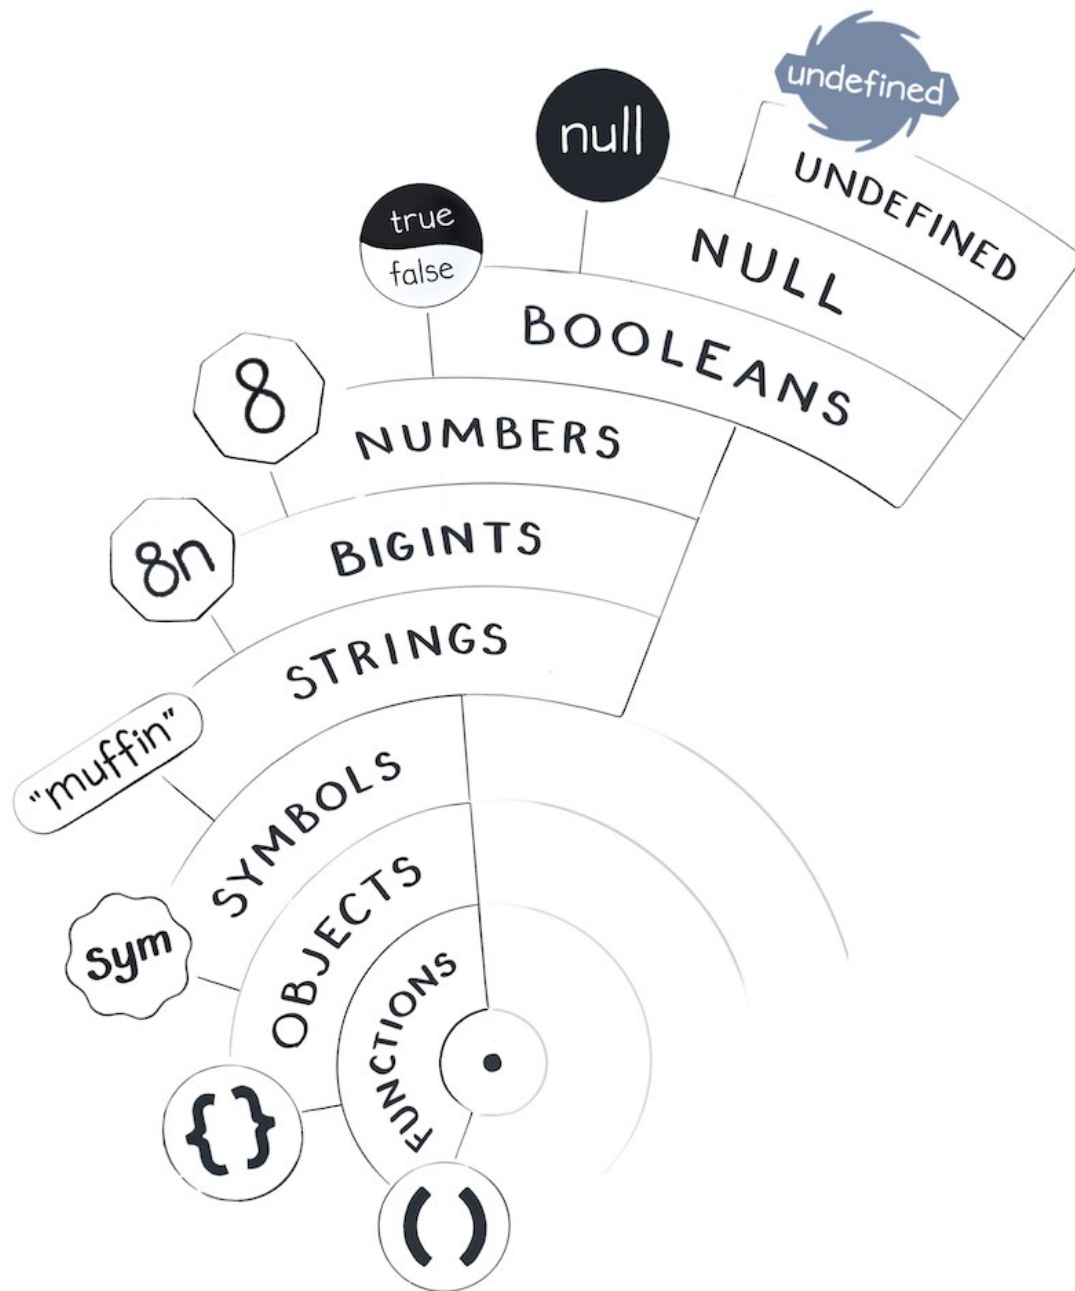 undefined
UNDEFINED
null
NULL
true
false
BOOLEANS
8
NUMBERS
8n
BIGINTS
STRINGS
"muffin"
SYMBOLS
sym
OBJECTS
{}
FUNCTIONS
()